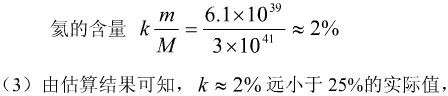 氦的含量 k m/M = 6.1×10^39 / 3×10^41 ≈ 2%
（3）由估算结果可知，k ≈ 2% 远小于 25%的实际值，